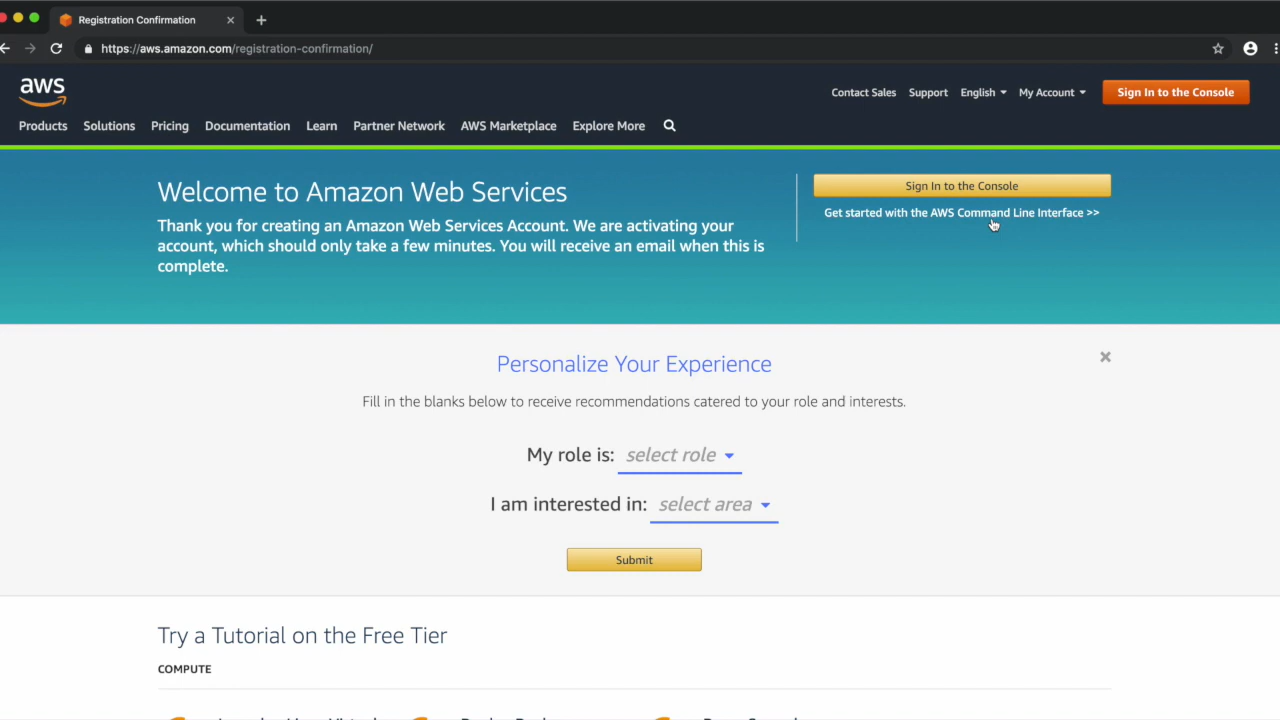 Registration Confirmation
https://aws.amazon.com/registration-confirmation/
aws
Contact Sales Support English My Account Sign In to the Console
Products Solutions Pricing Documentation Learn Partner Network AWS Marketplace Explore More
Welcome to Amazon Web Services
Thank you for creating an Amazon Web Services Account. We are activating your
account, which should only take a few minutes. You will receive an email when this is
complete.
Sign In to the Console
Get started with the AWS Command Line Interface >>
Personalize Your Experience
Fill in the blanks below to receive recommendations catered to your role and interests.
My role is: select role
I am interested in: select area
Submit
Try a Tutorial on the Free Tier
COMPUTE